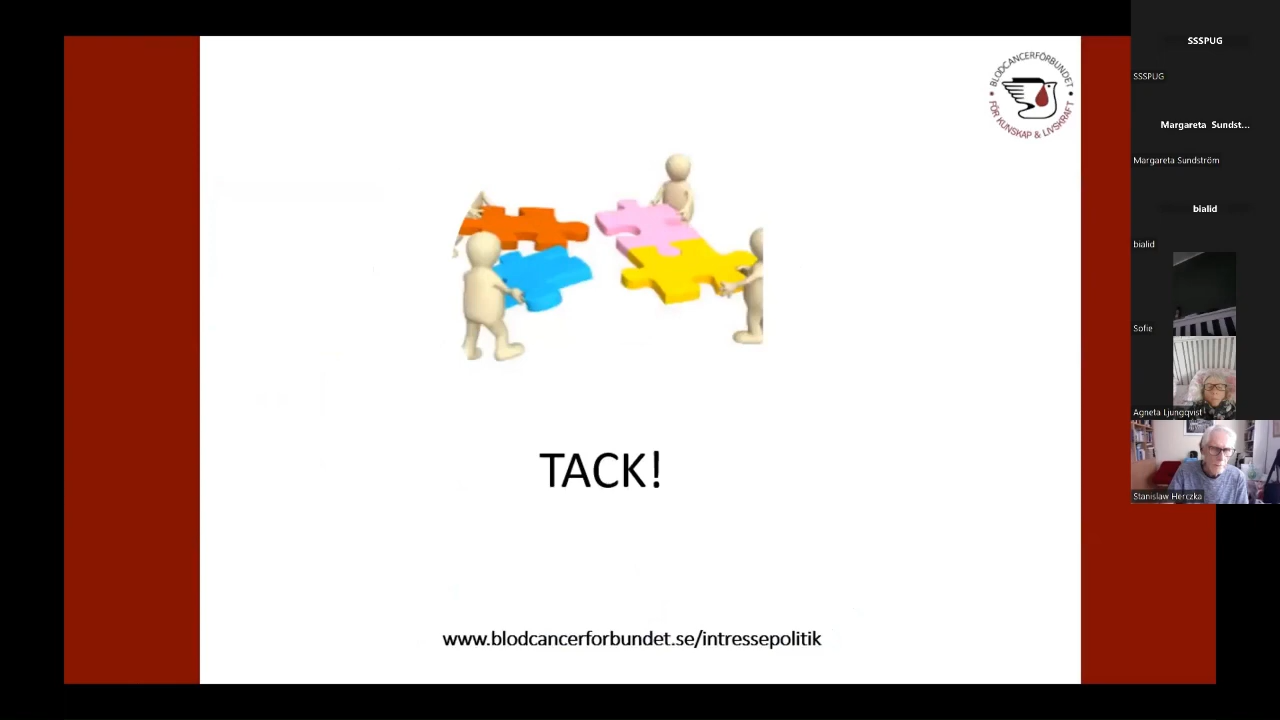 BLODCANCERFÖRBUNDET
FÖR KUNSKAP & LIVSKRAFT
TACK!
www.blodcancerforbundet.se/intressepolitik
SSSPUG
SSSPUG
Margareta Sundst...
Margareta Sundström
bialid
bialid
Sofie
Agneta Ljungqvist
Stanislaw Herczka